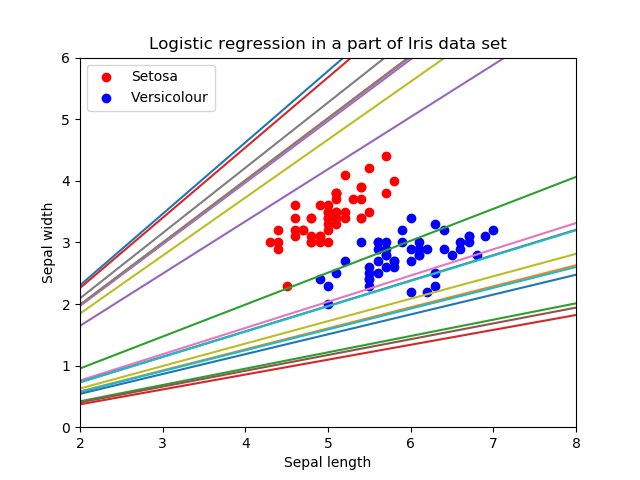 Logistic regression in a part of Iris data set
Setosa
Versicolour
Sepal width
6
5
4
3
2
1
0
2 3 4 5 6 7 8
Sepal length